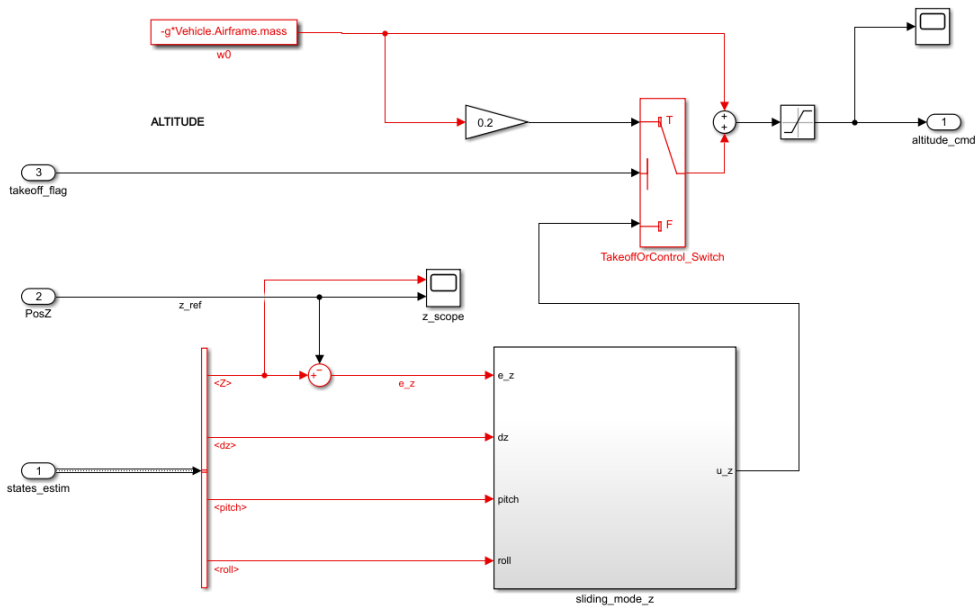 -g*Vehicle.Airframe.mass
w0
ALTITUDE
0.2
T
+
+
1
altitude_cmd
3
takeoff_flag
F
TakeoffOrControl_Switch
2
PosZ
z_ref
z_scope
−
+
<Z>
e_z
e_z
<dz>
dz
1
states_estim
u_z
<pitch>
pitch
<roll>
roll
sliding_mode_z